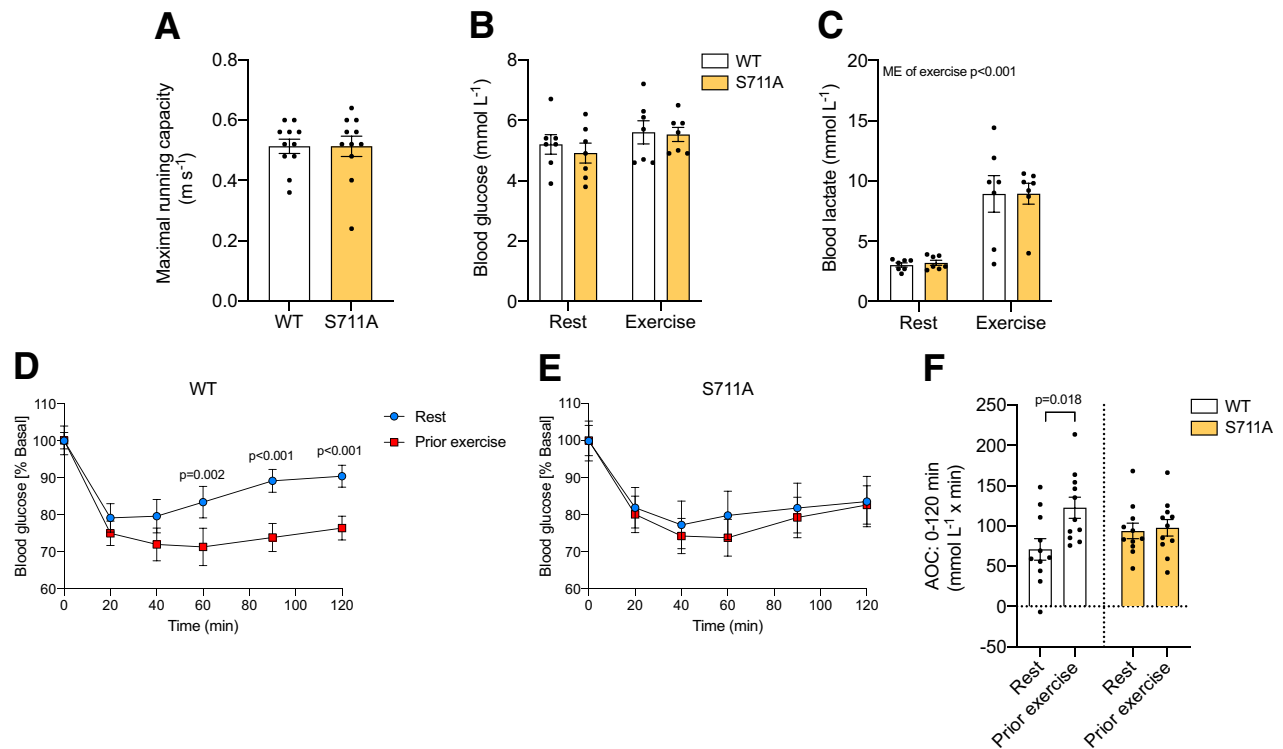 A
Maximal running capacity
(m s⁻¹)
0.8
0.6
0.4
0.2
0.0
WT S711A
B
Blood glucose (mmol L⁻¹)
8
6
4
2
0
Rest Exercise
WT
S711A
C
Blood lactate (mmol L⁻¹)
20
15
10
5
0
ME of exercise p<0.001
Rest Exercise
D
WT
Blood glucose [% Basal]
110
100
90
80
70
60
p=0.002
p<0.001
p<0.001
0 20 40 60 80 100 120
Time (min)
Rest
Prior exercise
E
S711A
Blood glucose [% Basal]
110
100
90
80
70
60
0 20 40 60 80 100 120
Time (min)
F
AOC: 0-120 min
(mmol L⁻¹ x min)
250
200
150
100
50
0
-50
p=0.018
WT
S711A
Rest
Prior exercise
Rest
Prior exercise